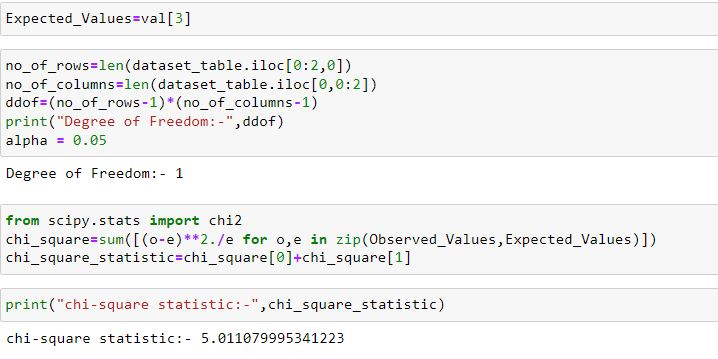 Expected_Values=val[3]
no_of_rows=len(dataset_table.iloc[0:2,0])
no_of_columns=len(dataset_table.iloc[0,0:2])
ddof=(no_of_rows-1)*(no_of_columns-1)
print("Degree of Freedom:-",ddof)
alpha = 0.05
Degree of Freedom:- 1
from scipy.stats import chi2
chi_square=sum([(o-e)**2./e for o,e in zip(Observed_Values,Expected_Values)])
chi_square_statistic=chi_square[0]+chi_square[1]
print("chi-square statistic:-",chi_square_statistic)
chi-square statistic:- 5.011079995341223